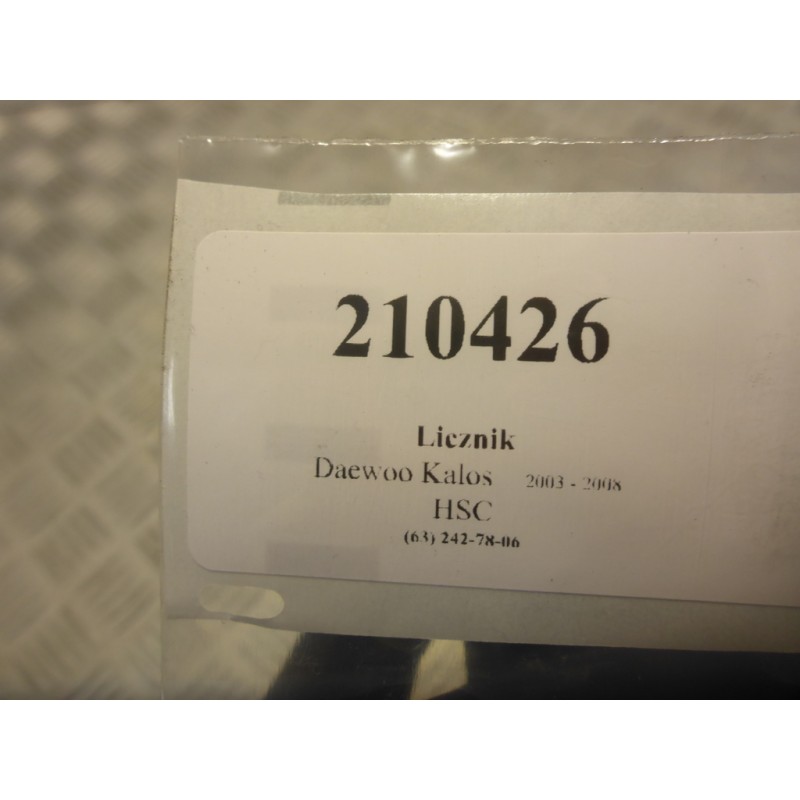 210426
Licznik
Daewoo Kalos 2003 - 2008
HSC
(63) 242-78-06